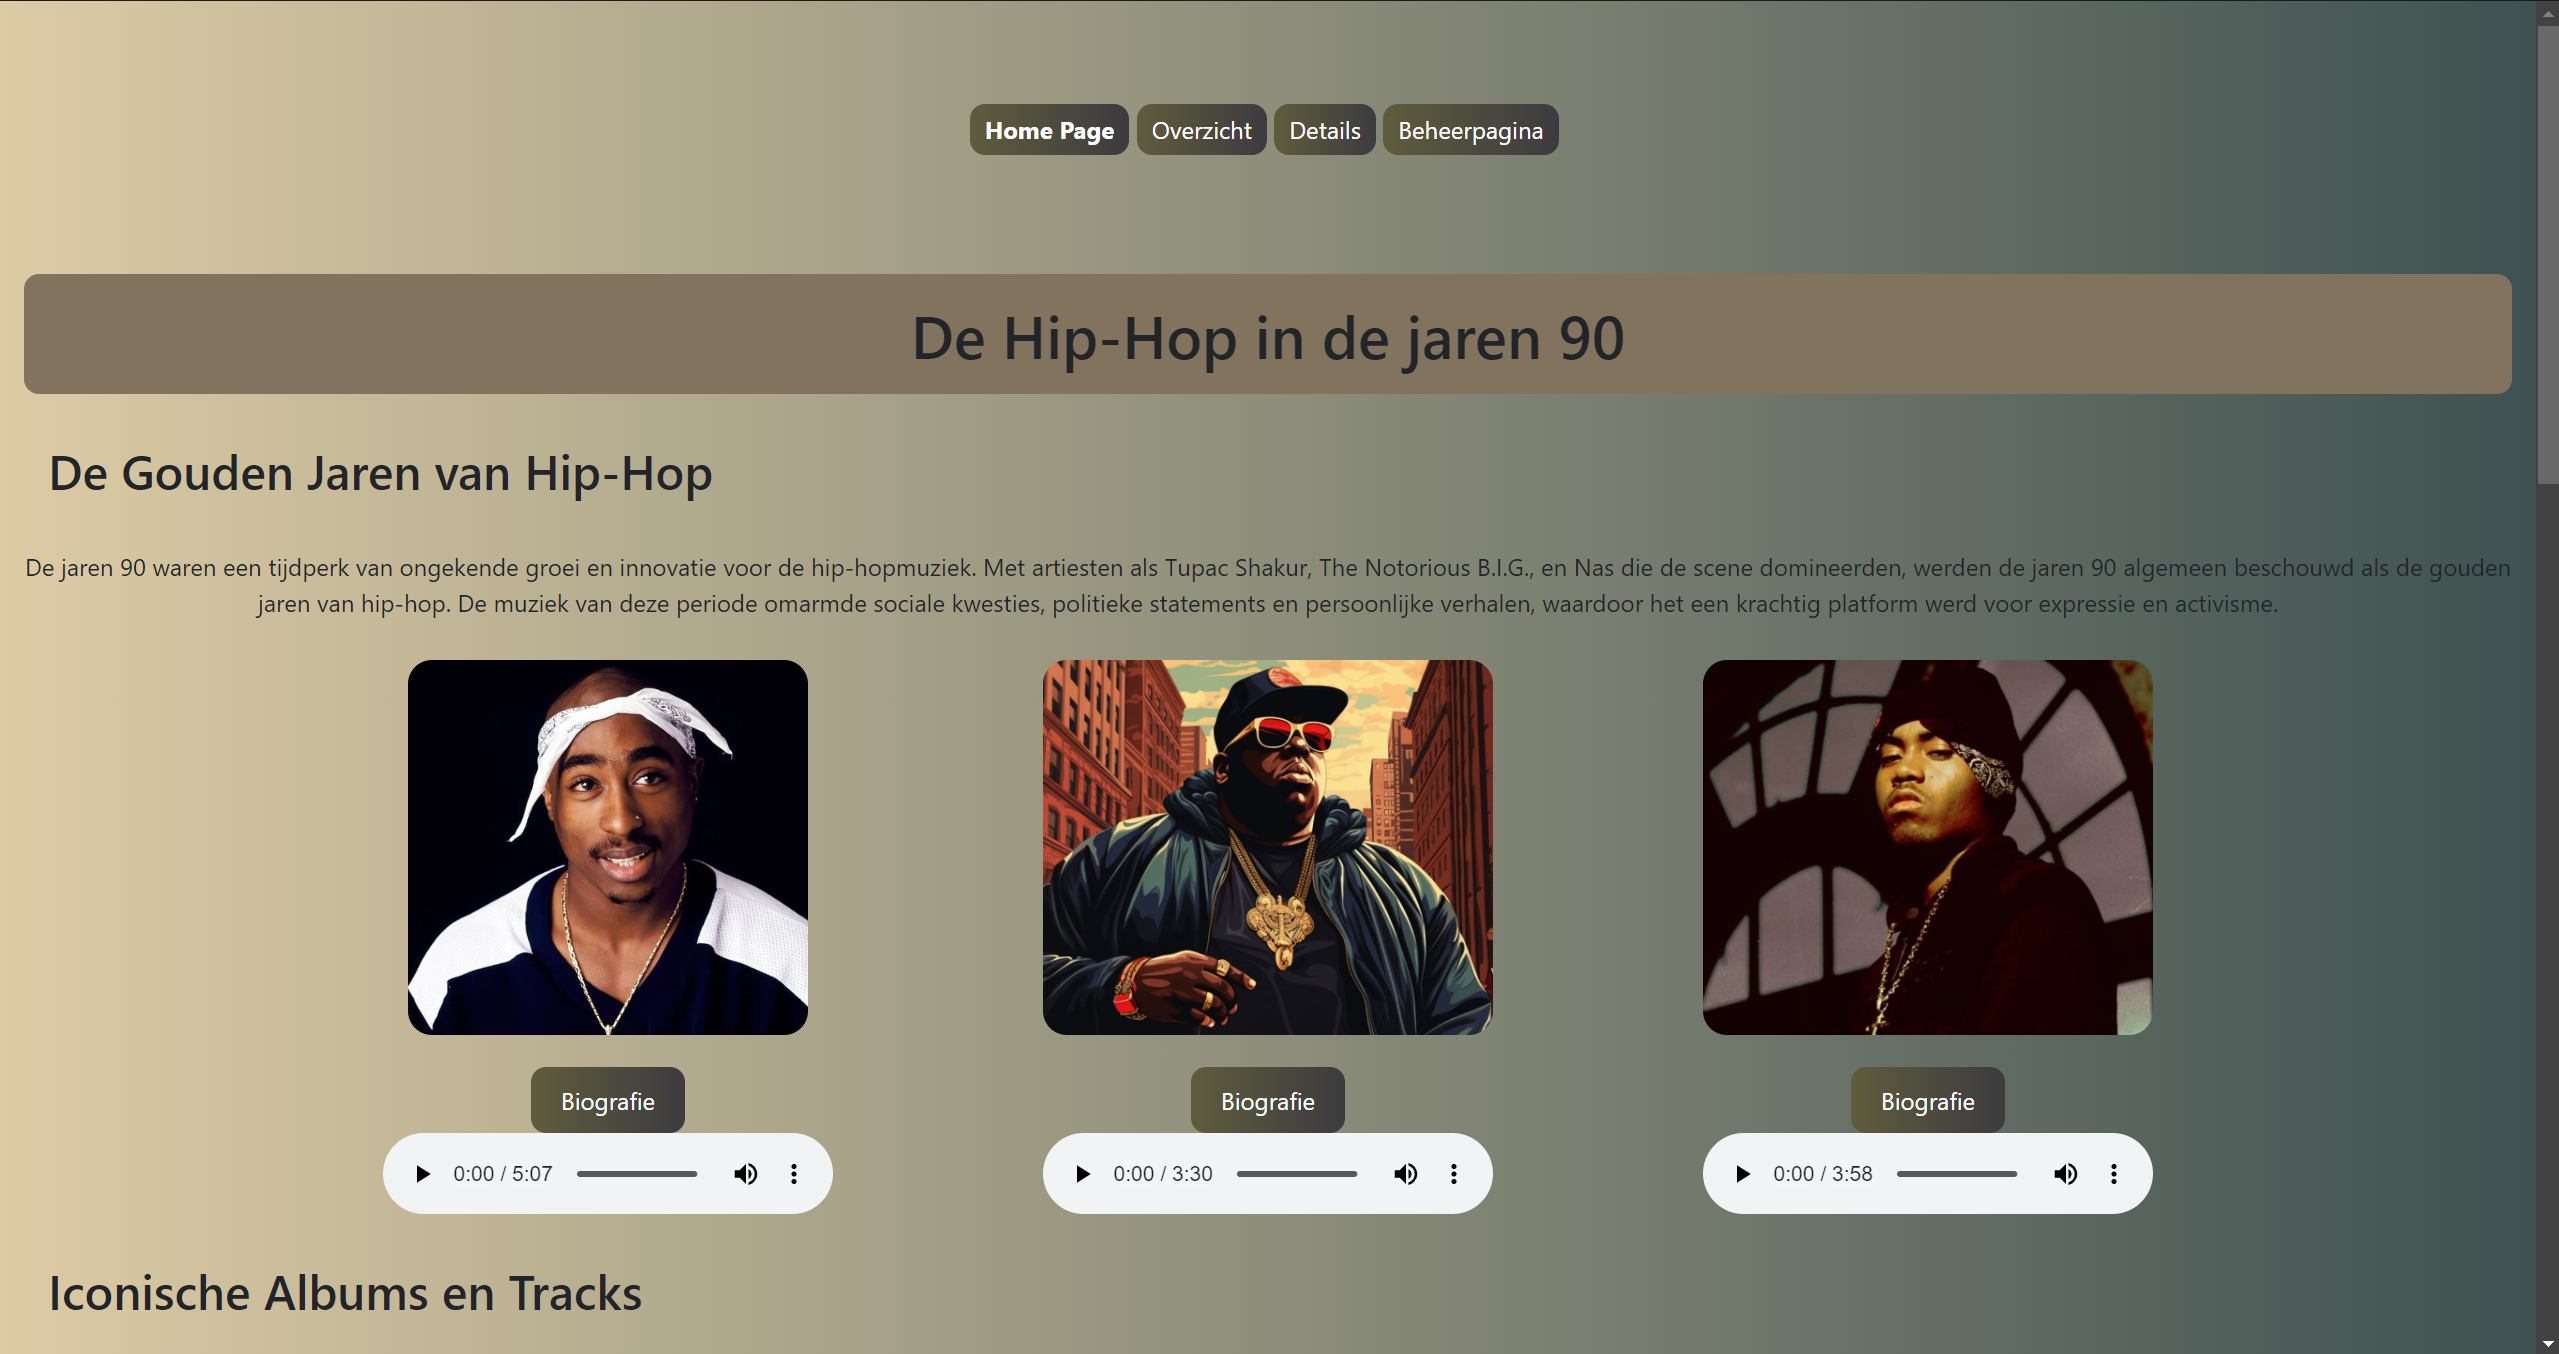 Home Page Overzicht Details Beheerpagina
De Hip-Hop in de jaren 90
De Gouden Jaren van Hip-Hop
De jaren 90 waren een tijdperk van ongekende groei en innovatie voor de hip-hopmuziek. Met artiesten als Tupac Shakur, The Notorious B.I.G., en Nas die de scene domineerden, werden de jaren 90 algemeen beschouwd als de gouden
jaren van hip-hop. De muziek van deze periode omarmde sociale kwesties, politieke statements en persoonlijke verhalen, waardoor het een krachtig platform werd voor expressie en activisme.
Biografie Biografie Biografie
0:00 / 5:07 0:00 / 3:30 0:00 / 3:58
Iconische Albums en Tracks